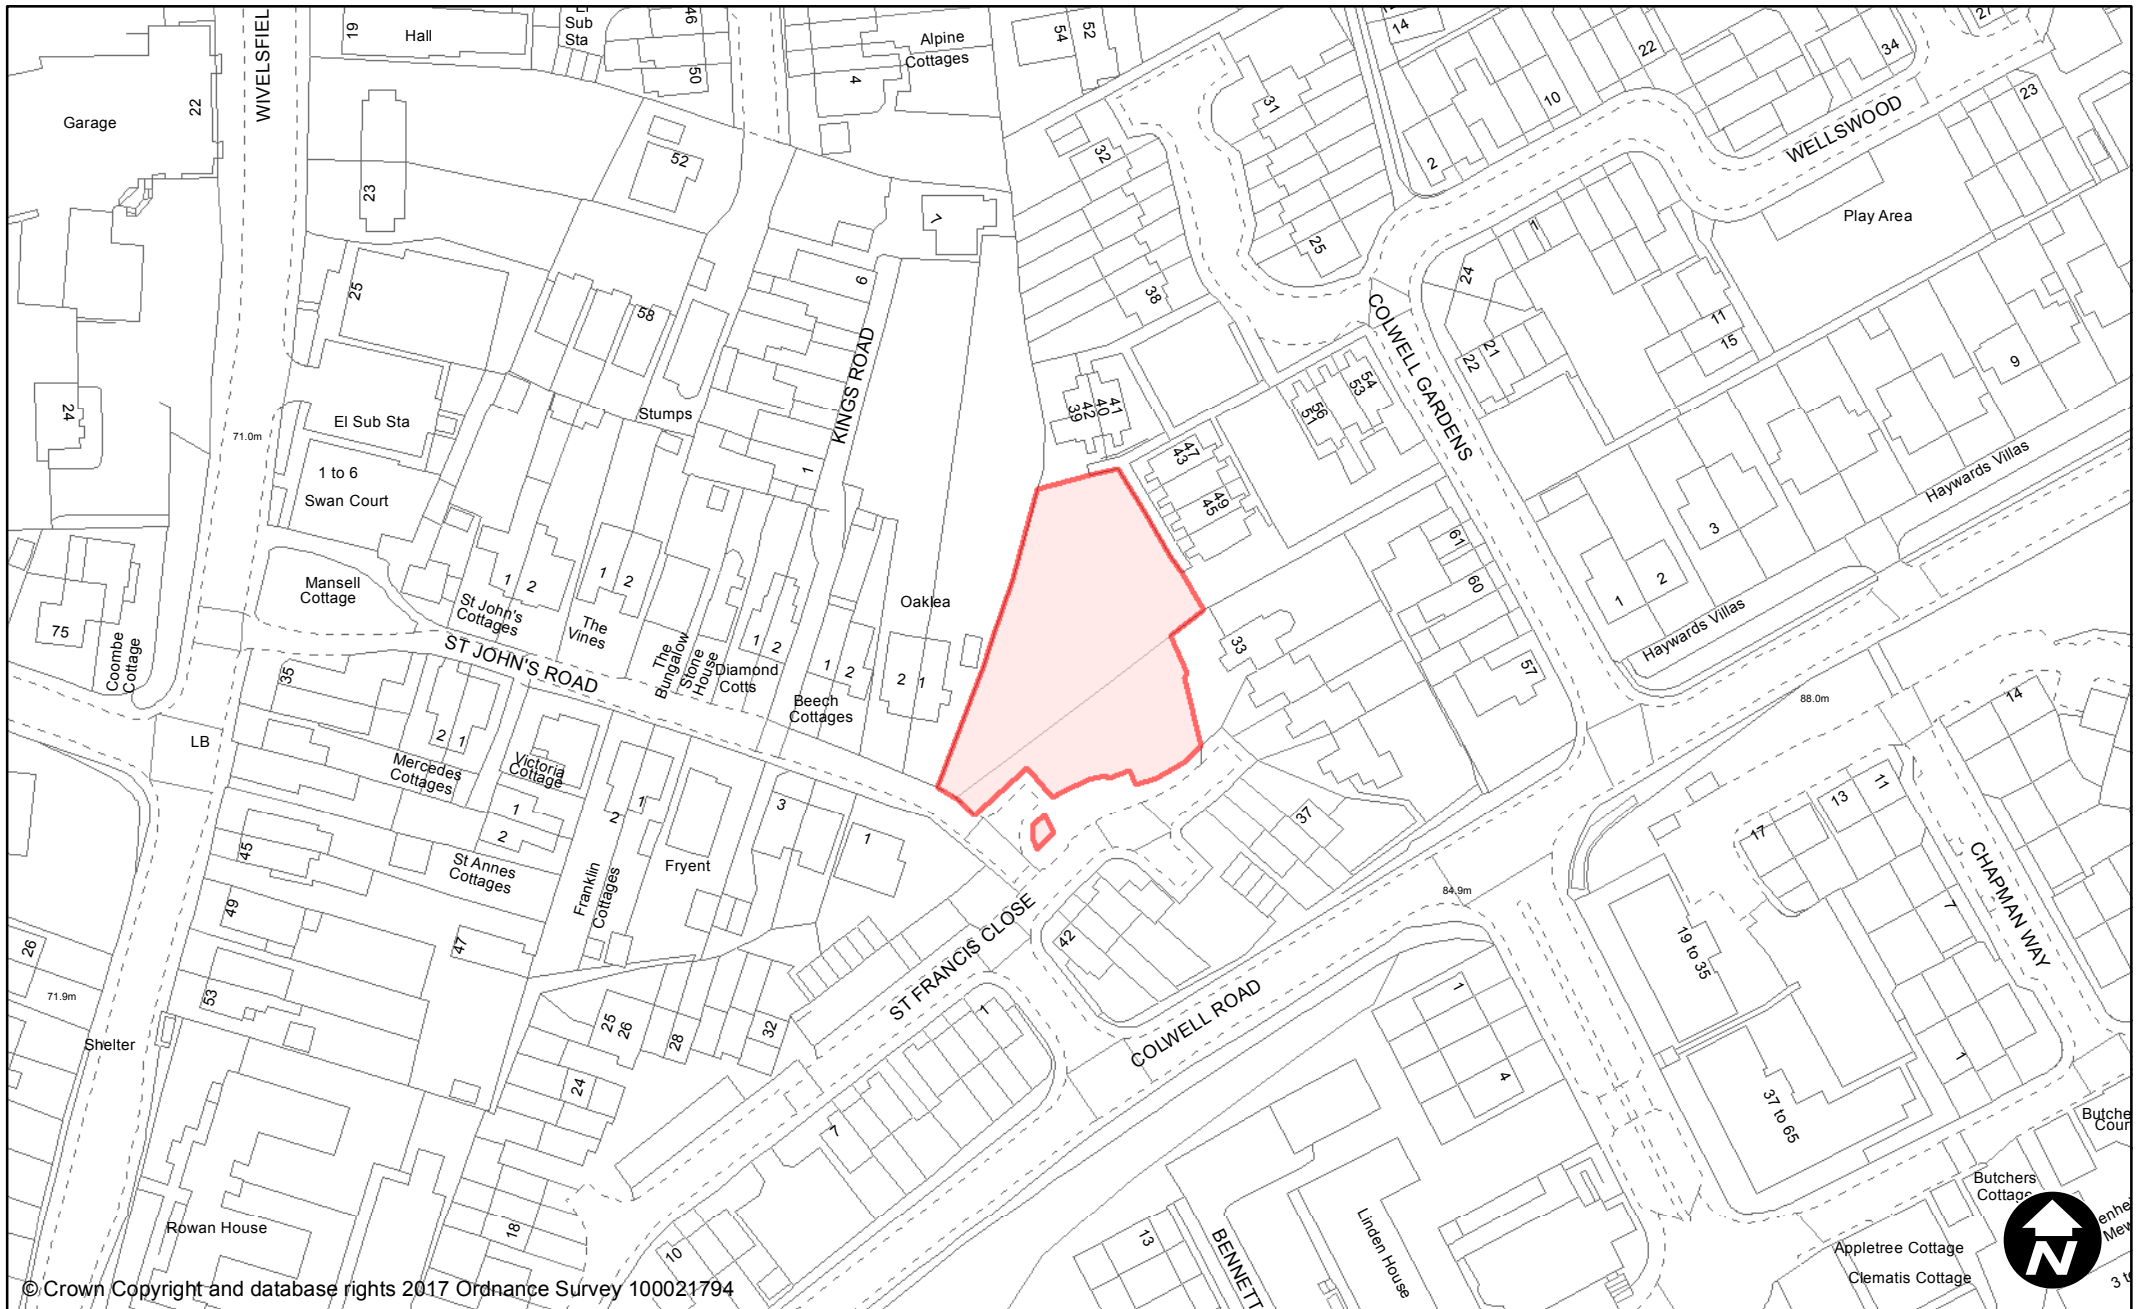 19
Hall
El
Sub
Sta
46
50
Alpine
Cottages
4
54
52
14
22
34
27
WIVELSFIEL
22
Garage
23
52
7
32
31
10
2
WELLSWOOD
23
Play Area
25
6
58
38
25
1
24
COLWELL GARDENS
11
15
21
22
9
KINGS ROAD
Stumps
1
24
71.0m
El Sub Sta
1 to 6
Swan Court
39
42
40
41
47
43
49
45
56
51
54
53
61
60
57
3
1
2
Haywards Villas
Haywards Villas
Mansell
Cottage
75
Coombe
Cottage
1
2
St John's
Cottages
1
2
The
Vines
The
Bungalow
Stone
House
1
2
Diamond
Cotts
1
2
Beech
Cottages
Oaklea
2
1
33
ST JOHN'S ROAD
35
LB
2
1
Mercedes
Cottages
Victoria
Cottage
1
2
St Annes
Cottages
1
2
Franklin
Cottages
Fryent
3
1
37
88.0m
14
84.9m
17
13
11
7
CHAPMAN WAY
45
49
47
53
26
71.9m
Shelter
25
26
28
32
24
18
42
ST FRANCIS CLOSE
1
7
10
COLWELL ROAD
1
4
19 to 35
37 to 65
1
Butche
Cour
Butchers
Cottage
Rowan House
13
BENNETT
Linden House
Appletree Cottage
Clematis Cottage
enhe
Mew
N
© Crown Copyright and database rights 2017 Ordnance Survey 100021794